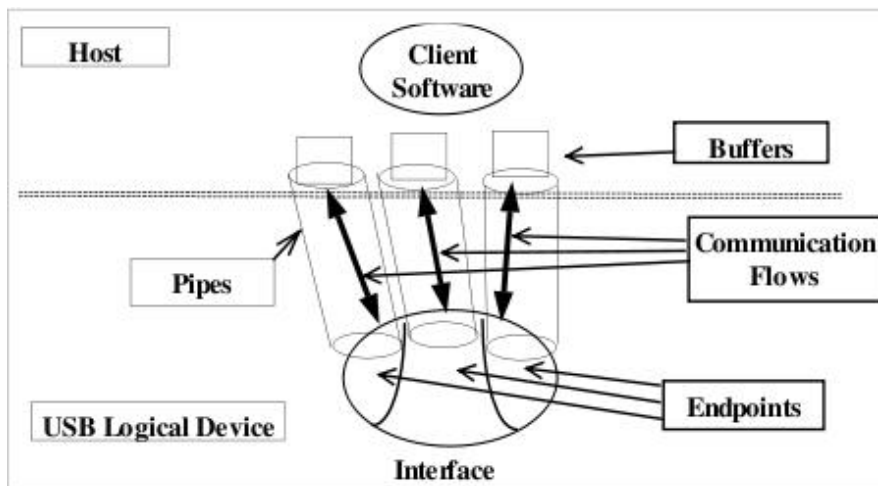 Host
Client
Software
Buffers
Communication
Flows
Pipes
Endpoints
USB Logical Device
Interface